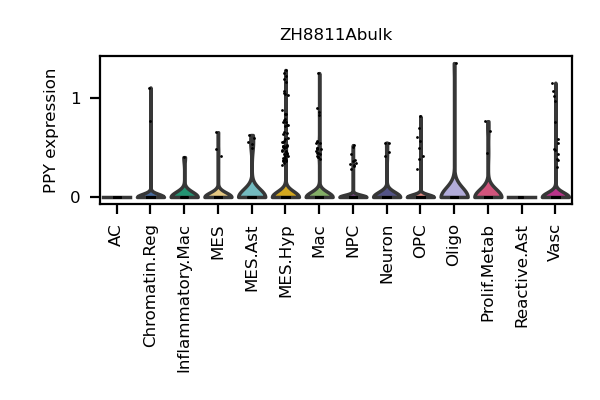 ZH8811Abulk
PPY expression
1
0
AC
Chromatin.Reg
Inflammatory.Mac
MES
MES.Ast
MES.Hyp
Mac
NPC
Neuron
OPC
Oligo
Prolif.Metab
Reactive.Ast
Vasc